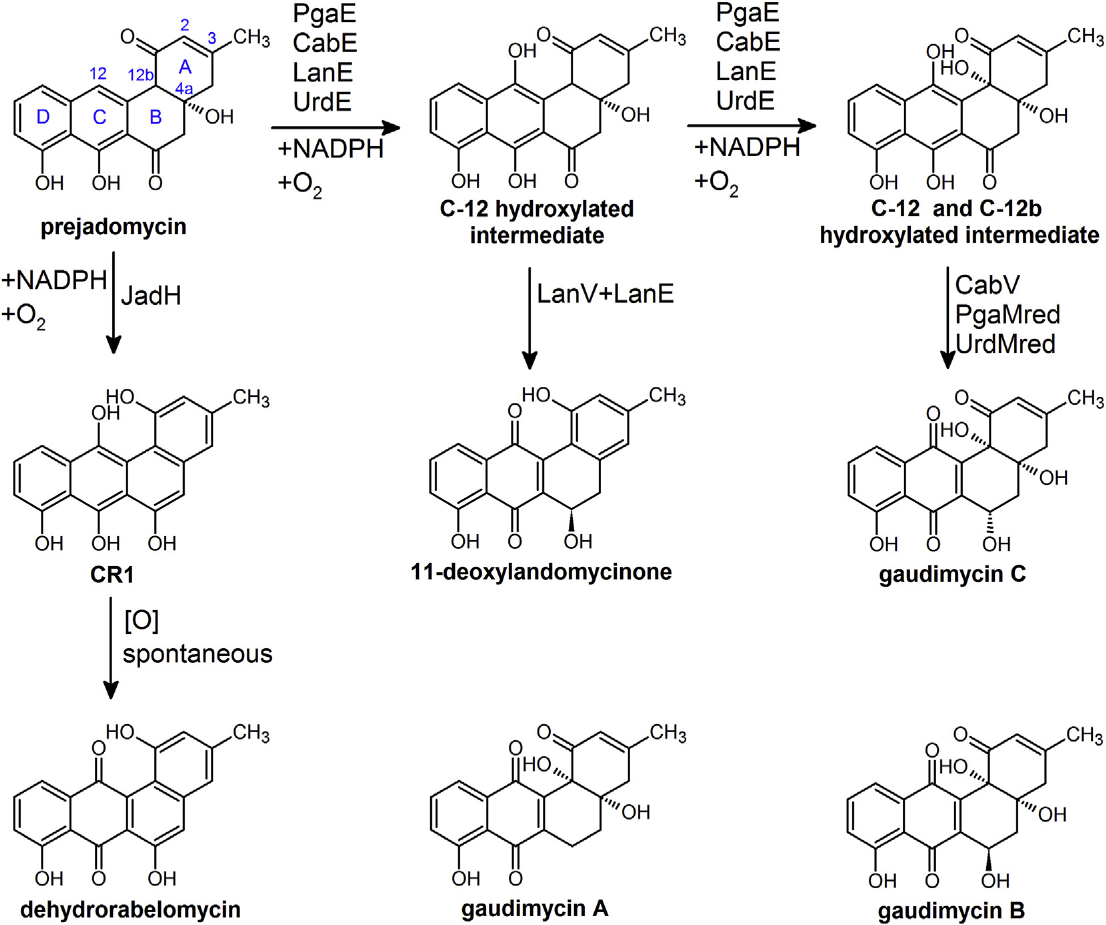 PgaE
CabE
LanE
UrdE
+NADPH
+O2
PgaE
CabE
LanE
UrdE
+NADPH
+O2
O
2
3
CH3
A
12
12b
4a
D
C
B
OH
OH
OH
O
prejadomycin
OH
O
CH3
OH
OH
OH
O
C-12 hydroxylated
intermediate
OH
HO
O
CH3
OH
OH
OH
O
C-12 and C-12b
hydroxylated intermediate
+NADPH
+O2
JadH
LanV+LanE
CabV
PgaMred
UrdMred
HO
OH
CH3
OH
OH
OH
CR1
O
HO
CH3
OH
O
OH
11-deoxylandomycinone
O
HO
O
CH3
OH
OH
O
OH
gaudimycin C
[O]
spontaneous
O
HO
CH3
OH
O
OH
dehydrorabelomycin
O
HO
O
CH3
OH
OH
O
gaudimycin A
O
HO
O
CH3
OH
OH
O
OH
gaudimycin B